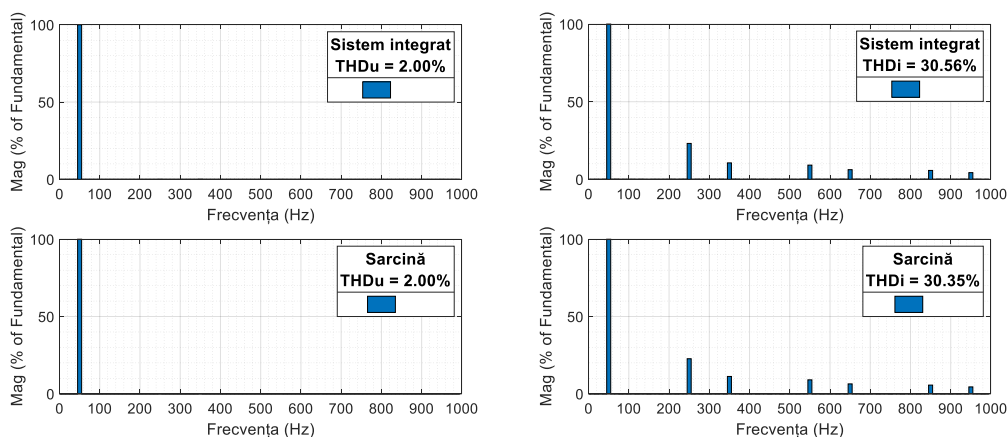 Mag (% of Fundamental)
100
50
0
Sistem integrat
THDu = 2.00%
0 100 200 300 400 500 600 700 800 900 1000
Frecvența (Hz)
Mag (% of Fundamental)
100
50
0
Sistem integrat
THDi = 30.56%
0 100 200 300 400 500 600 700 800 900 1000
Frecvența (Hz)
Mag (% of Fundamental)
100
50
0
Sarcină
THDu = 2.00%
0 100 200 300 400 500 600 700 800 900 1000
Frecvența (Hz)
Mag (% of Fundamental)
100
50
0
Sarcină
THDi = 30.35%
0 100 200 300 400 500 600 700 800 900 1000
Frecvența (Hz)